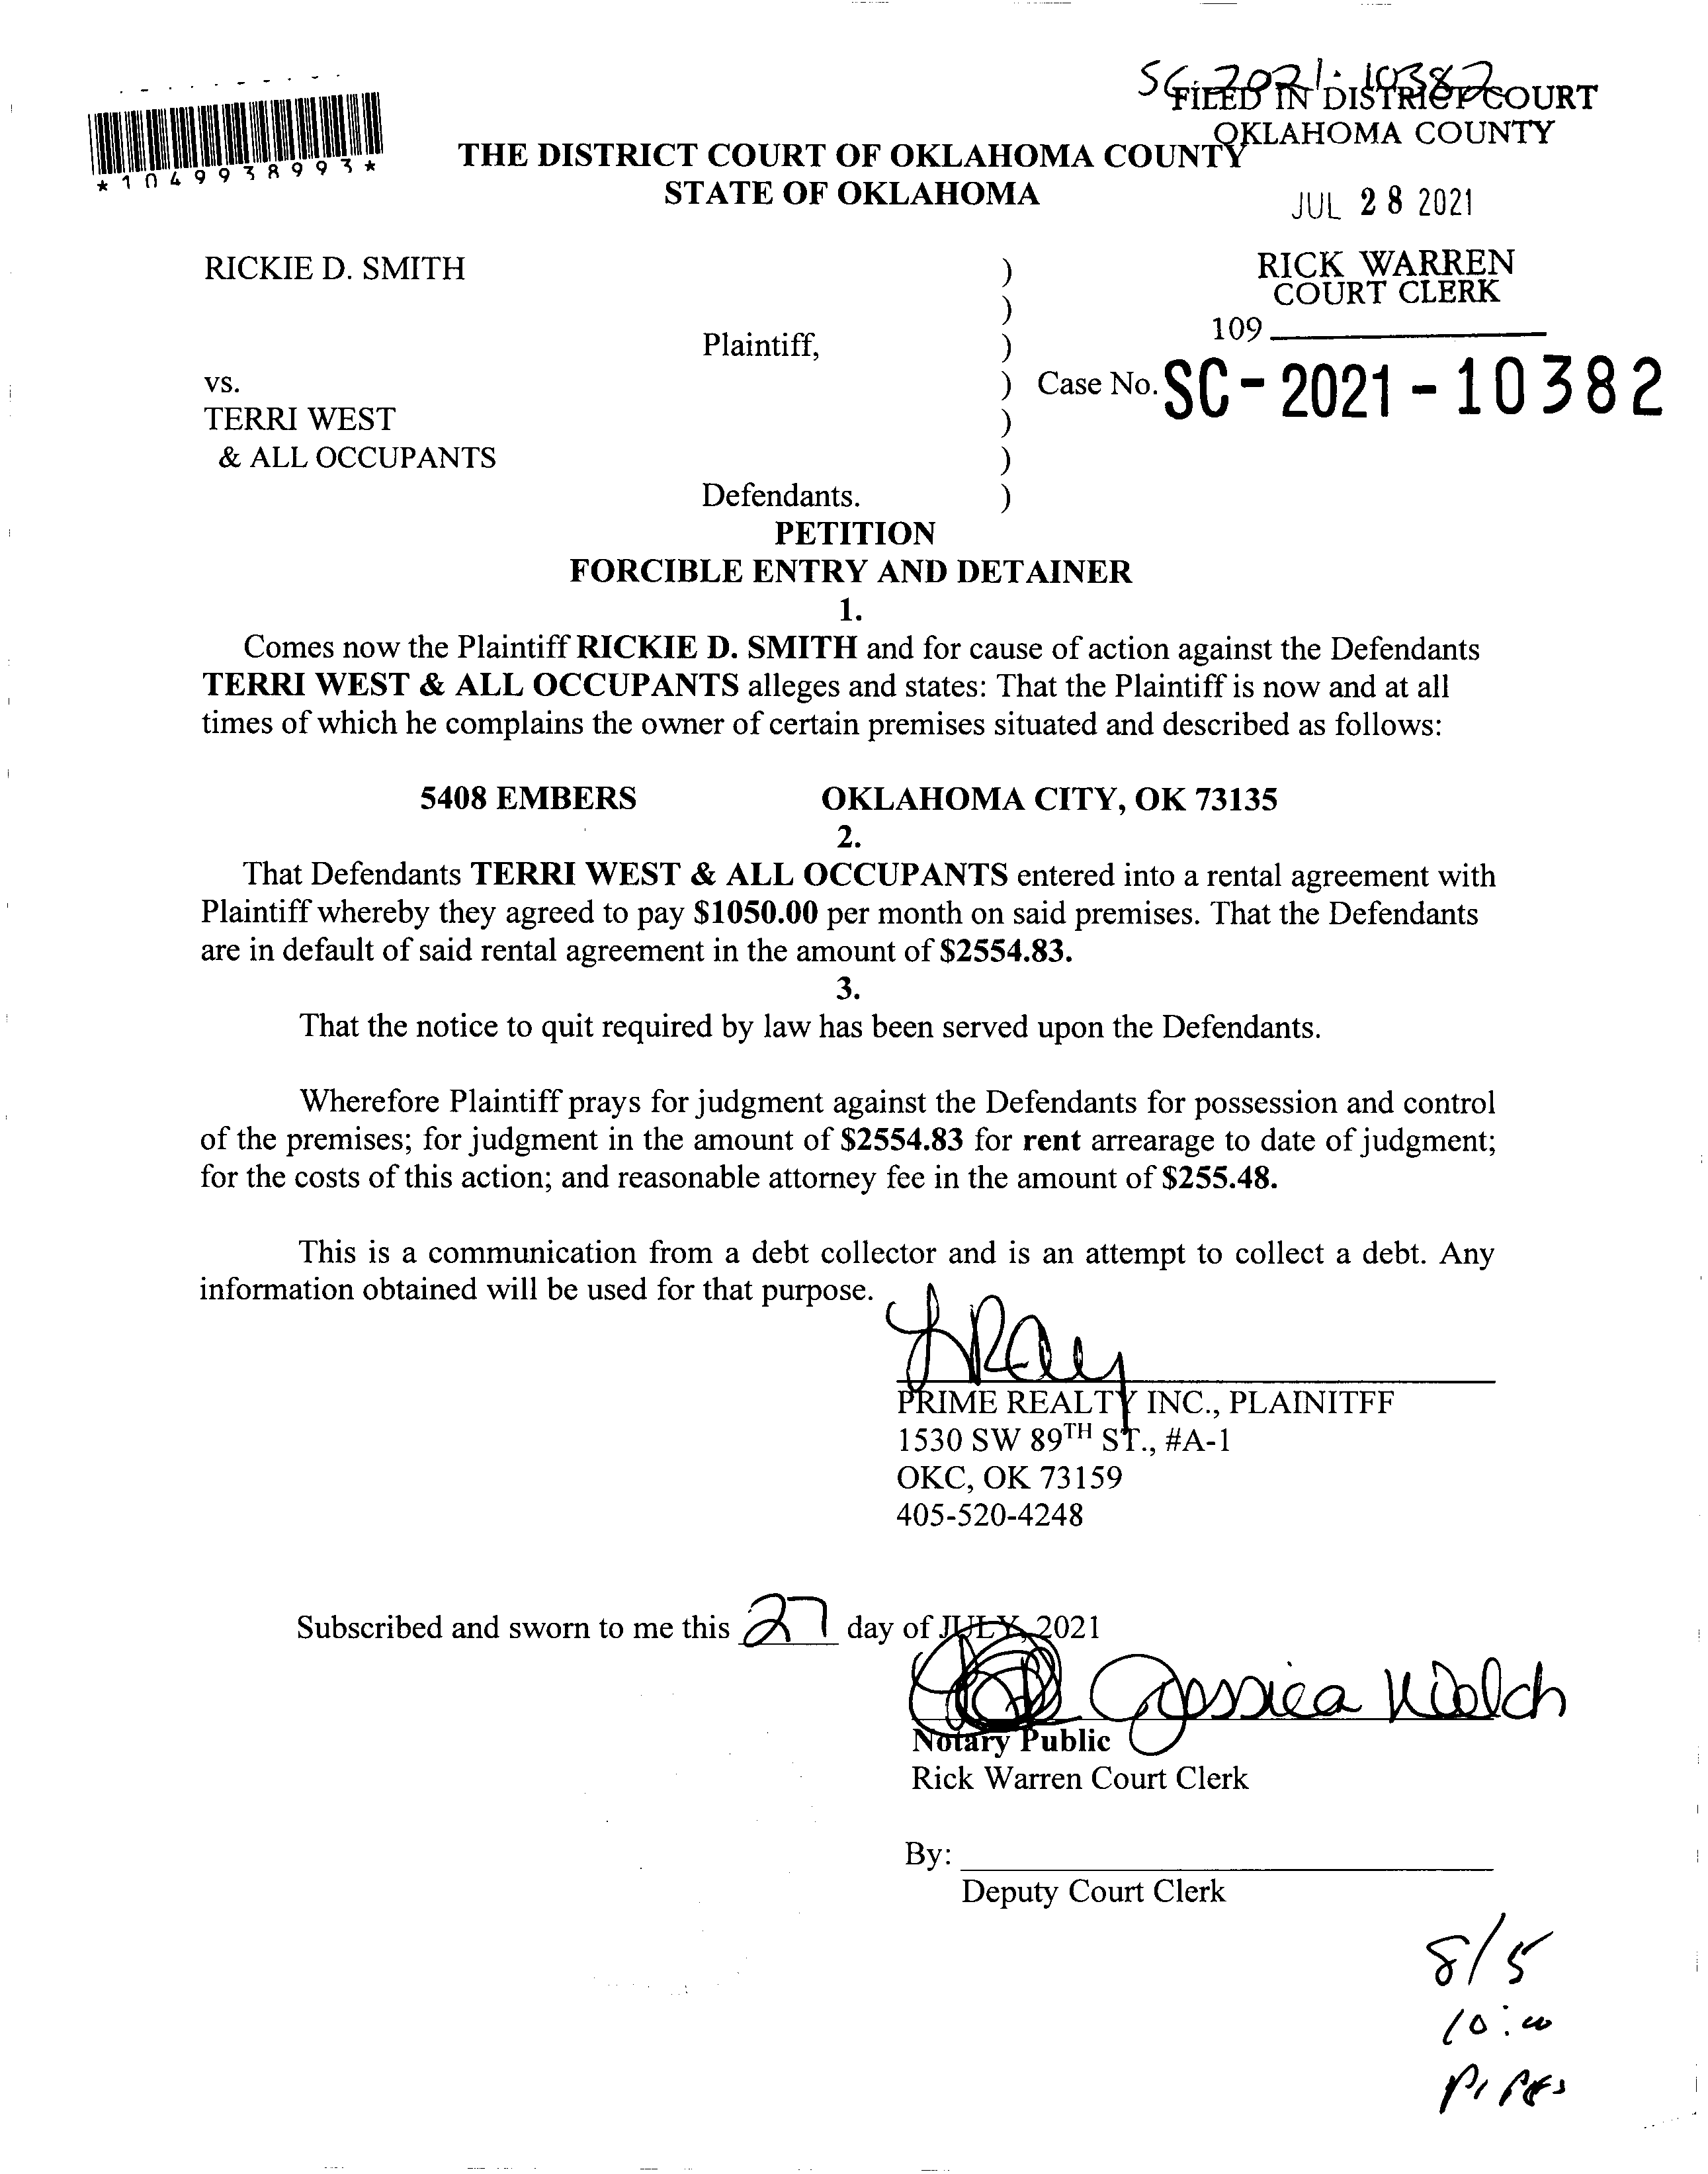 SC-2021-10382
FILED IN DISTRICT COURT
OKLAHOMA COUNTY
*1049938993*
THE DISTRICT COURT OF OKLAHOMA COUNTY
STATE OF OKLAHOMA
JUL 28 2021
RICKIE D. SMITH )
RICK WARREN
COURT CLERK
)
109
Plaintiff, )
vs. ) Case No. SC-2021-10382
TERRI WEST )
& ALL OCCUPANTS )
Defendants. )
PETITION
FORCIBLE ENTRY AND DETAINER
1.
Comes now the Plaintiff RICKIE D. SMITH and for cause of action against the Defendants
TERRI WEST & ALL OCCUPANTS alleges and states: That the Plaintiff is now and at all
times of which he complains the owner of certain premises situated and described as follows:
5408 EMBERS OKLAHOMA CITY, OK 73135
2.
That Defendants TERRI WEST & ALL OCCUPANTS entered into a rental agreement with
Plaintiff whereby they agreed to pay $1050.00 per month on said premises. That the Defendants
are in default of said rental agreement in the amount of $2554.83.
3.
That the notice to quit required by law has been served upon the Defendants.
Wherefore Plaintiff prays for judgment against the Defendants for possession and control
of the premises; for judgment in the amount of $2554.83 for rent arrearage to date of judgment;
for the costs of this action; and reasonable attorney fee in the amount of $255.48.
This is a communication from a debt collector and is an attempt to collect a debt. Any
information obtained will be used for that purpose.
PRIME REALTY INC., PLAINITFF
1530 SW 89TH ST., #A-1
OKC, OK 73159
405-520-4248
Subscribed and sworn to me this 27 day of JULY, 2021
Jessica Welch
Notary Public
Rick Warren Court Clerk
By:
Deputy Court Clerk
8/5
10:00